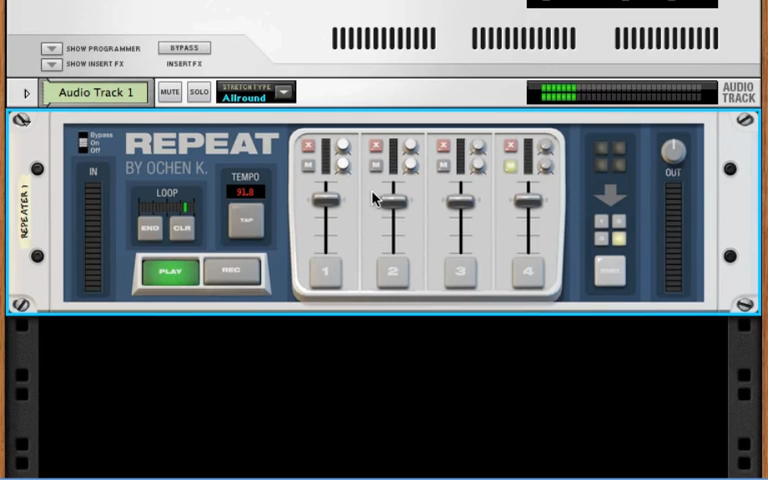 SHOW PROGRAMMER
BYPASS
SHOW INSERT FX
INSERT FX
Audio Track 1
MUTE
SOLO
STRETCH TYPE
Allround
AUDIO TRACK
Bypass
On
Off
REPEAT
BY OCHEN K.
IN
LOOP
TEMPO
91.8
TAP
END
CLR
PLAY
REC
REPEATER 1
X
X
X
X
M
M
M
M
1
2
3
4
OUT